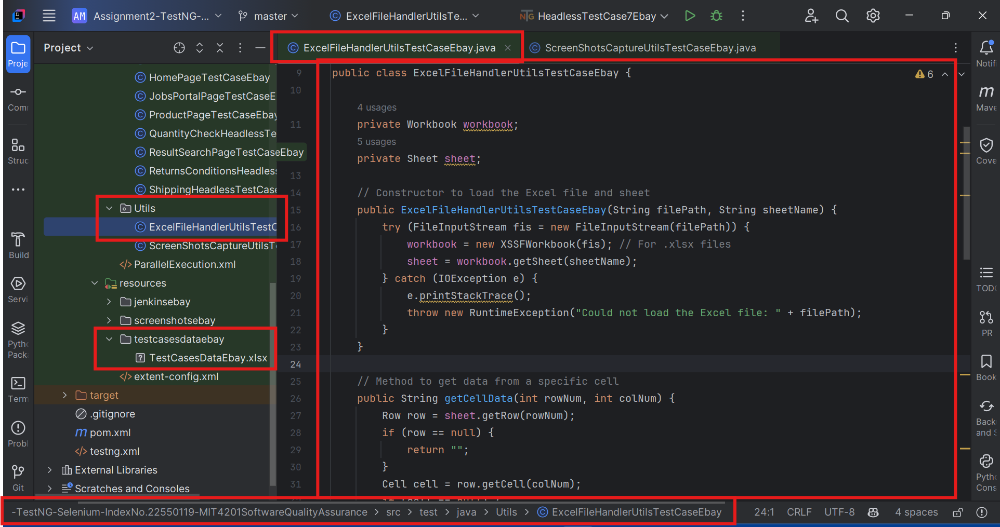 AM Assignment2-TestNG-... master ExcelFileHandlerUtilsTe... HeadlessTestCase7Ebay
Project
ExcelFileHandlerUtilsTestCaseEbay.java
ScreenShotsCaptureUtilsTestCaseEbay.java
Proje
Com
Struc
Build
Servi
Pyth
Pack
Term
Probl
Git
HomePageTestCaseEbay
JobsPortalPageTestCaseE
ProductPageTestCaseEbay
QuantityCheckHeadlessTe
ResultSearchPageTestCaseEbay
ReturnsConditionsHeadless
ShippingHeadlessTestCase
Utils
ExcelFileHandlerUtilsTestC
ScreenShotsCaptureUtilsT
ParallelExecution.xml
resources
jenkinsebay
screenshotsebay
testcasesdataebay
TestCasesDataEbay.xlsx
extent-config.xml
target
.gitignore
pom.xml
testng.xml
External Libraries
Scratches and Consoles
9 public class ExcelFileHandlerUtilsTestCaseEbay {
6
10
4 usages
11 private Workbook workbook;
5 usages
private Sheet sheet;
13
14 // Constructor to load the Excel file and sheet
15 public ExcelFileHandlerUtilsTestCaseEbay(String filePath, String sheetName) {
16 try (FileInputStream fis = new FileInputStream(filePath)) {
17 workbook = new XSSFWorkbook(fis); // For .xlsx files
18 sheet = workbook.getSheet(sheetName);
19 } catch (IOException e) {
20 e.printStackTrace();
21 throw new RuntimeException("Could not load the Excel file: " + filePath);
22 }
23 }
24
25 // Method to get data from a specific cell
26 public String getCellData(int rowNum, int colNum) {
27 Row row = sheet.getRow(rowNum);
28 if (row == null) {
29 return "";
30 }
31 Cell cell = row.getCell(colNum);
Notif
Mave
Cove
TODO
PR
Book
Back
and S
Pyth
Cons
-TestNG-Selenium-IndexNo.22550119-MIT4201SoftwareQualityAssurance > src > test > java > Utils > ExcelFileHandlerUtilsTestCaseEbay
24:1 CRLF UTF-8 4 spaces